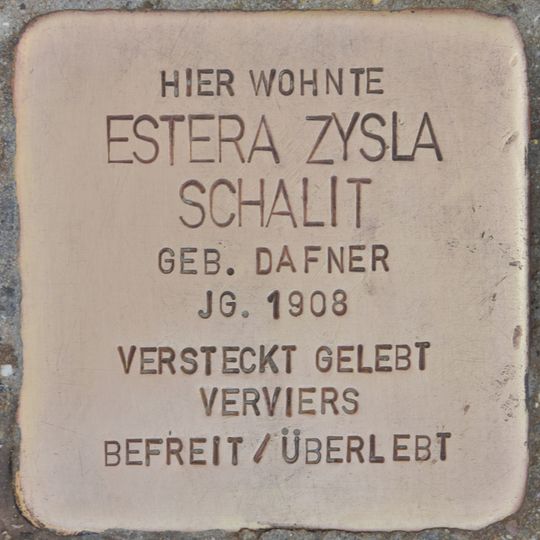 HIER WOHNTE
ESTERA ZYSLA
SCHALIT
GEB. DAFNER
JG. 1908
VERSTECKT GELEBT
VERVIERS
BEFREIT / ÜBERLEBT